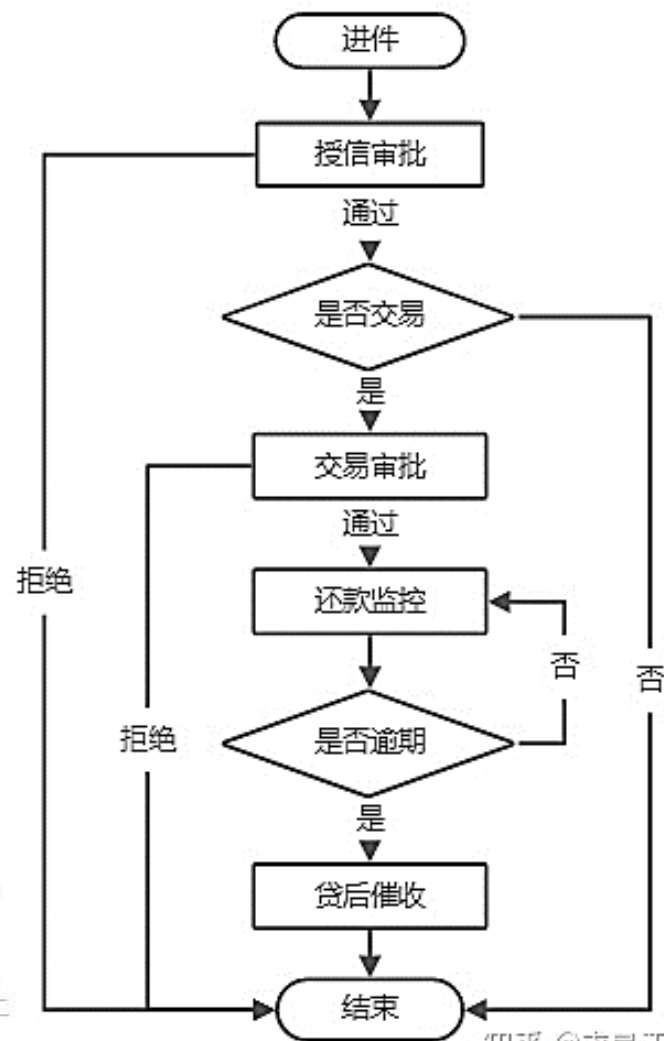 进件
授信审批
通过
是否交易
是
交易审批
通过
还款监控
拒绝
否
否
拒绝
是否逾期
是
贷后催收
结束